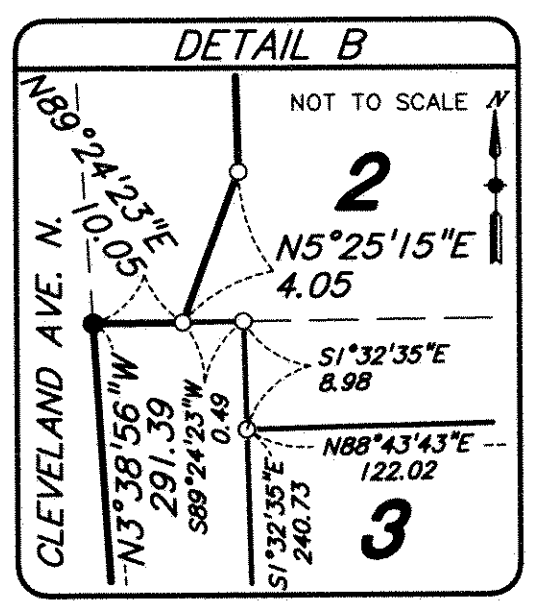 DETAIL B
NOT TO SCALE
N
N89°24'23"E
10.05
2
N5°25'15"E
4.05
CLEVELAND AVE. N.
S1°32'35"E
8.98
N3°38'56"W
291.39
S89°24'23"W
0.49
N88°43'43"E
122.02
S1°32'35"E
240.73
3